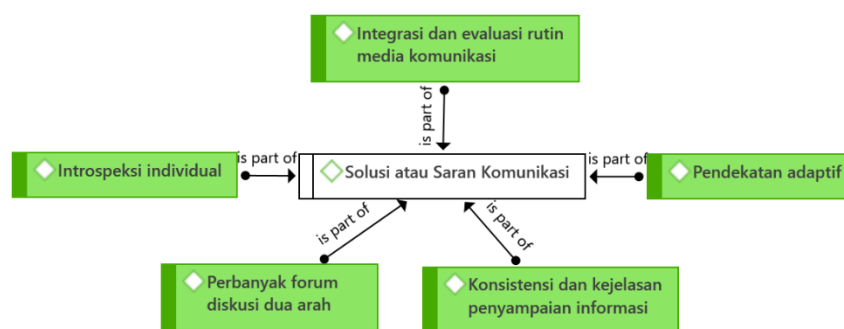 Integrasi dan evaluasi rutin
media komunikasi
is part of
Introspeksi individual
is part of
Solusi atau Saran Komunikasi
is part of
Pendekatan adaptif
is part of
is part of
Perbanyak forum
diskusi dua arah
Konsistensi dan kejelasan
penyampaian informasi